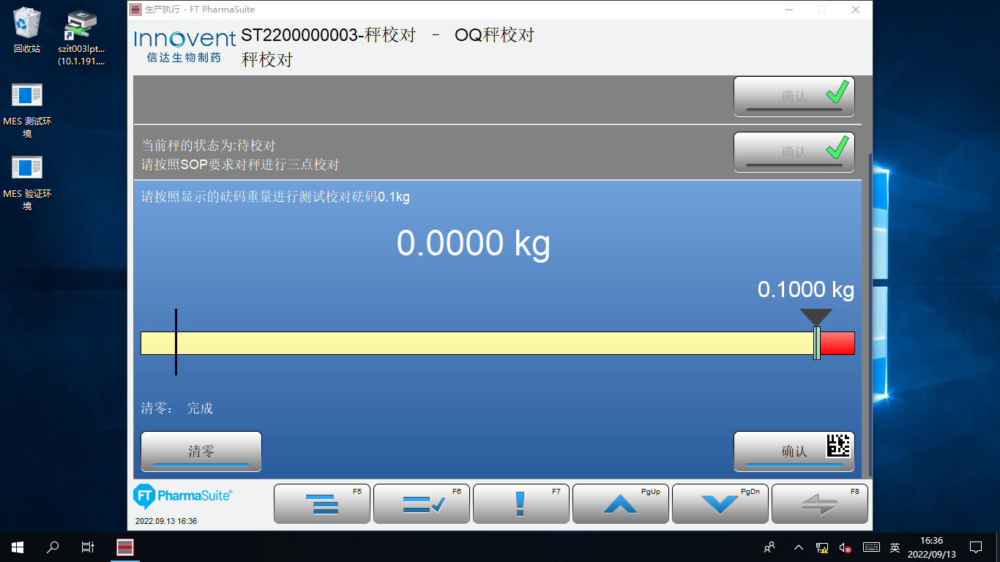 生产执行 - FT PharmaSuite
回收站
szit003lpt...
(10.1.191....
MES 测试环
境
MES 验证环
境
Innovent
信达生物制药
ST2200000003-秤校对 - OQ秤校对
秤校对
确认
当前秤的状态为:待校对
请按照SOP要求对秤进行三点校对
确认
请按照显示的砝码重量进行测试校对砝码0.1kg
0.0000 kg
0.1000 kg
清零： 完成
清零
确认
FT PharmaSuite®
2022.09.13 16:36
F5
F6
F7
PgUp
PgDn
F8
英
16:36
2022/09/13